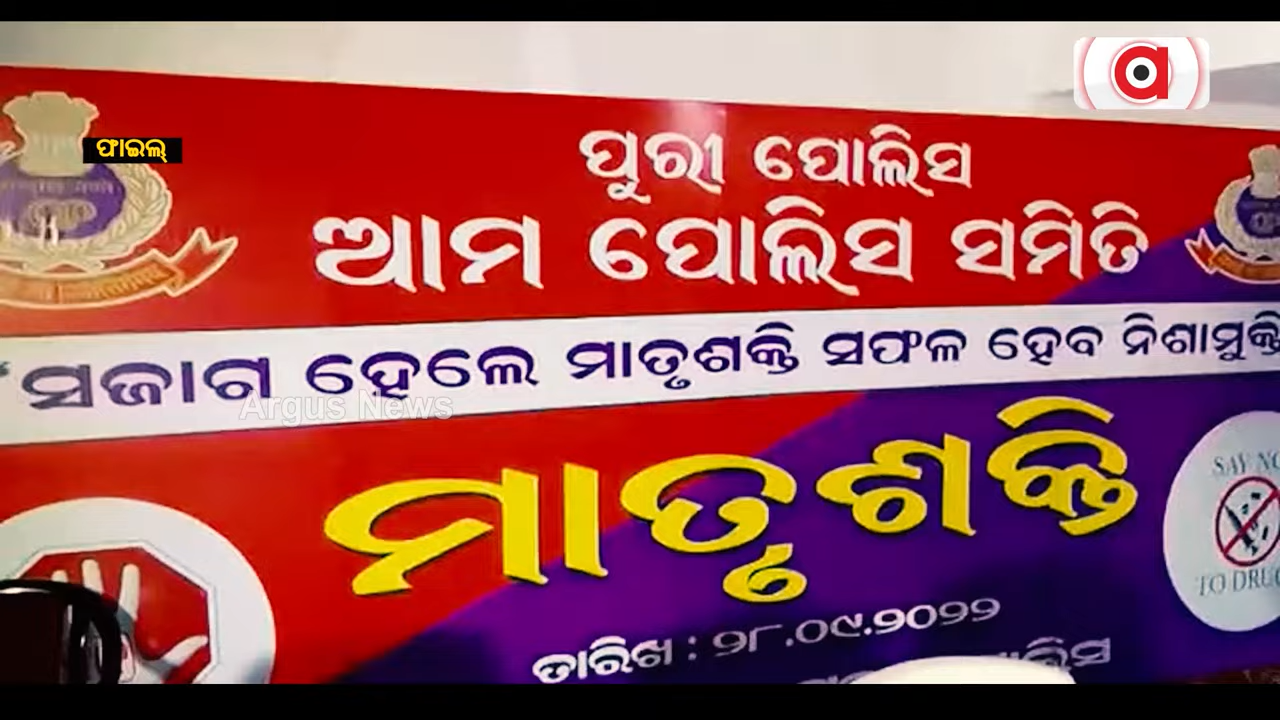 ଫାଇଲ୍
ପୁରୀ ପୋଲିସ
ଆମ ପୋଲିସ ସମିତି
ସଜାଗ ହେଲେ ମାତୃଶକ୍ତି ସଫଳ ହେବ ନିଶାମୁକ୍ତି
Argus News
ମାତୃଶକ୍ତି
SAY NO
TO DRUG
ତାରିଖ : ୨୮.୦୯.୨୦୨୨